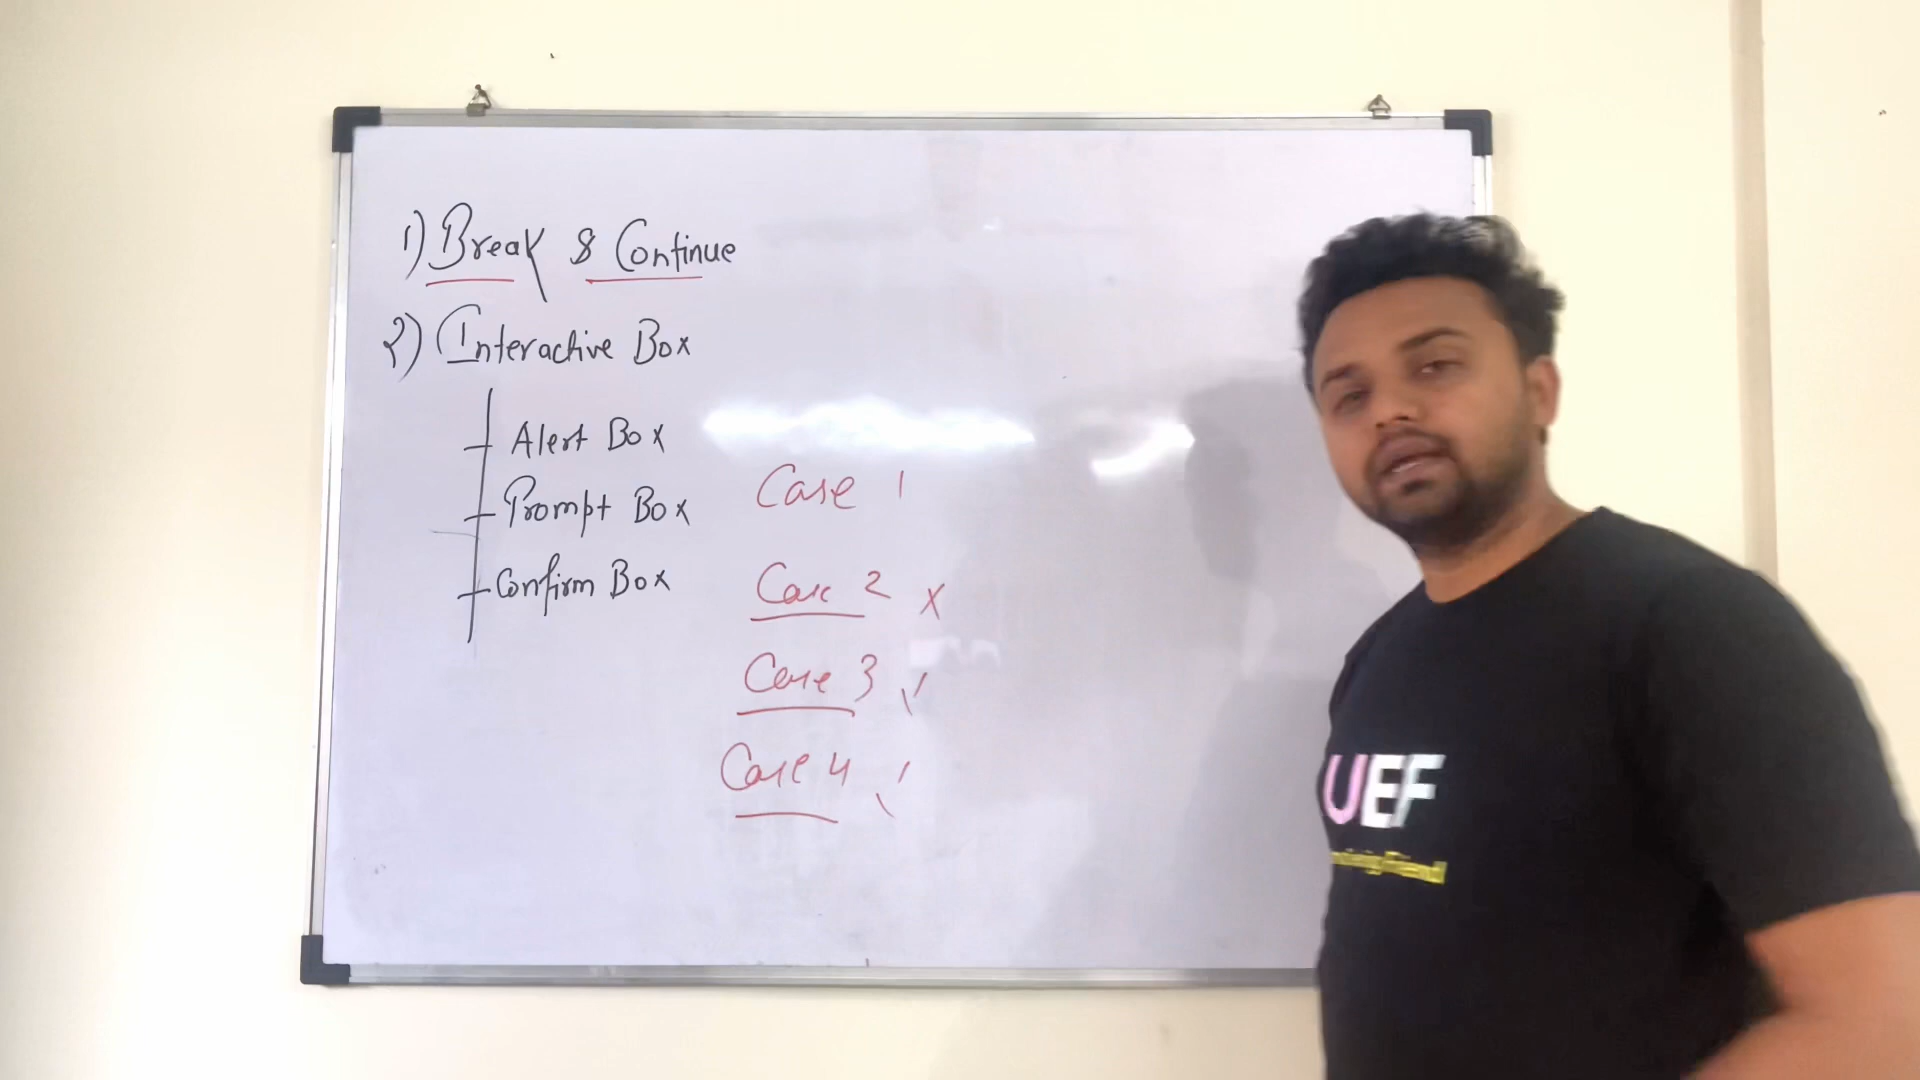 1) Break & Continue
2) Interactive Box
Alert Box
Prompt Box
Confirm Box
Case 1
Case 2 x
Case 3 ✓
Case 4 ✓
UEF